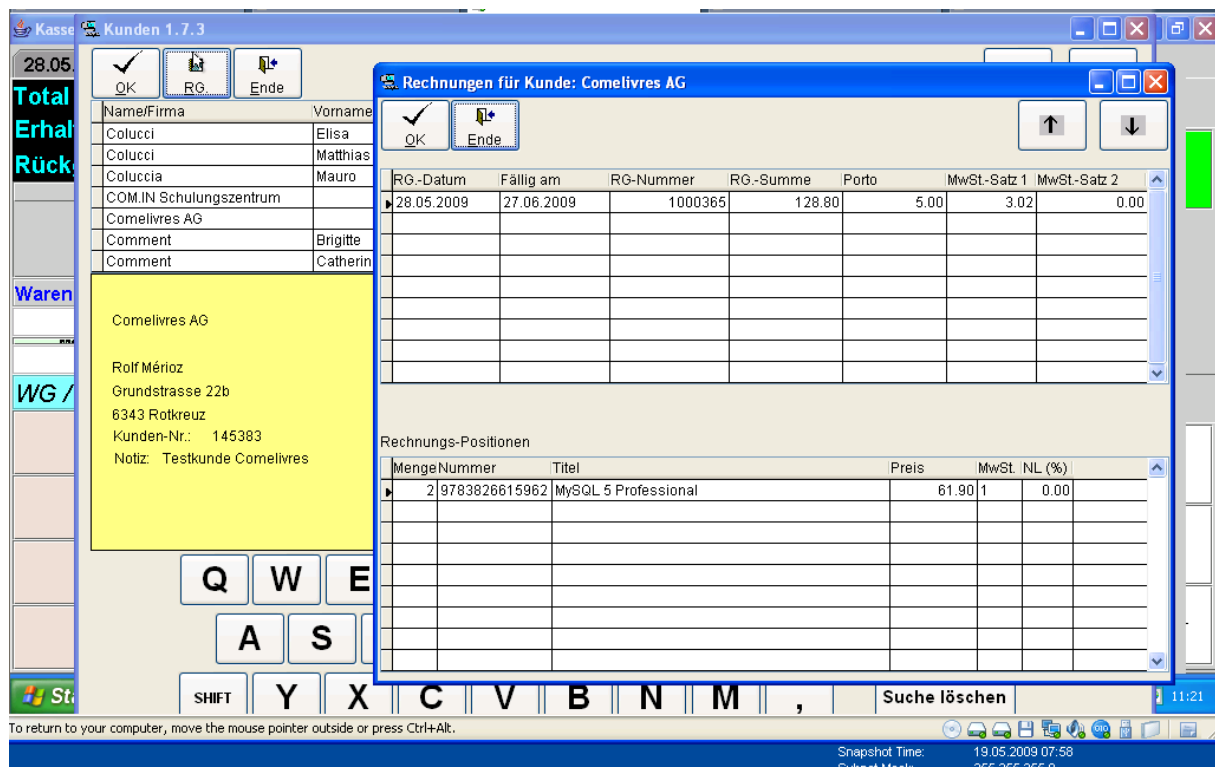 Kasse
Kunden 1.7.3
28.05.
Total
Erhal
Rück
Waren
WG /
OK RG. Ende
Name/Firma Vorname
Colucci Elisa
Colucci Matthias
Coluccia Mauro
COM.IN Schulungszentrum
Comelivres AG
Comment Brigitte
Comment Catherin
Comelivres AG
Rolf Mérioz
Grundstrasse 22b
6343 Rotkreuz
Kunden-Nr.: 145383
Notiz: Testkunde Comelivres
Rechnungen für Kunde: Comelivres AG
OK Ende
RG.-Datum Fällig am RG-Nummer RG.-Summe Porto MwSt.-Satz 1 MwSt.-Satz 2
28.05.2009 27.06.2009 1000365 128.80 5.00 3.02 0.00
Rechnungs-Positionen
Menge Nummer Titel Preis MwSt. NL (%)
2 9783826615962 MySQL 5 Professional 61.90 1 0.00
Q W E
A S
SHIFT Y X C V B N M , Suche löschen
St
11:21
To return to your computer, move the mouse pointer outside or press Ctrl+Alt.
Snapshot Time: 19.05.2009 07:58